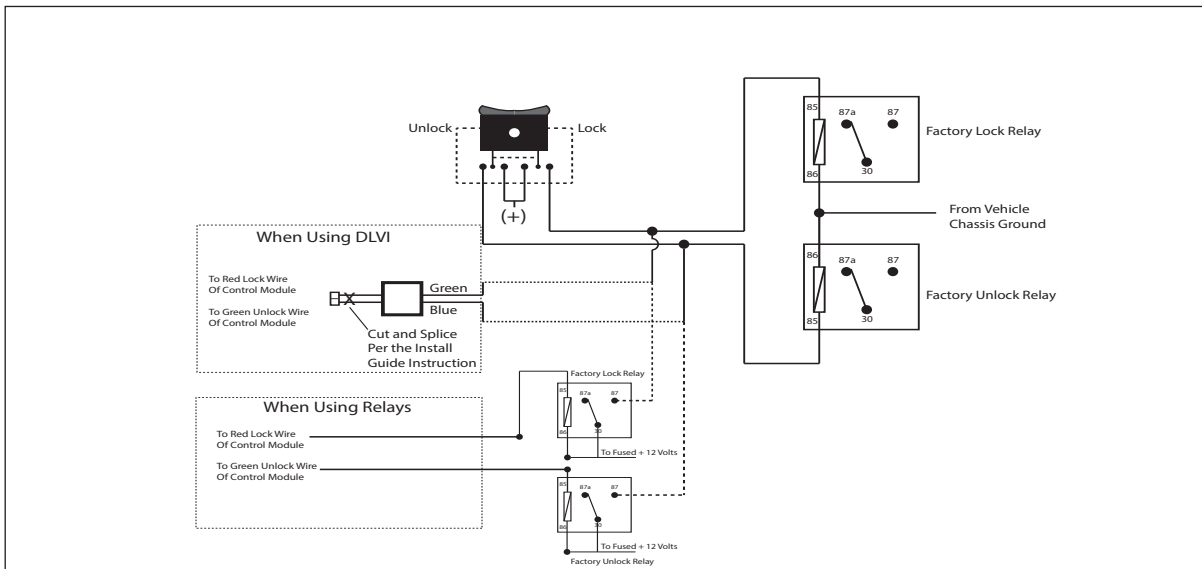 Unlock
Lock
(+)
85
87a
87
30
86
Factory Lock Relay
From Vehicle
Chassis Ground
86
87a
87
30
85
Factory Unlock Relay
When Using DLVI
To Red Lock Wire
Of Control Module
To Green Unlock Wire
Of Control Module
Green
Blue
Cut and Splice
Per the Install
Guide Instruction
When Using Relays
To Red Lock Wire
Of Control Module
To Green Unlock Wire
Of Control Module
Factory Lock Relay
85
87a
87
30
86
To Fused + 12 Volts
85
87a
87
30
86
To Fused + 12 Volts
Factory Unlock Relay